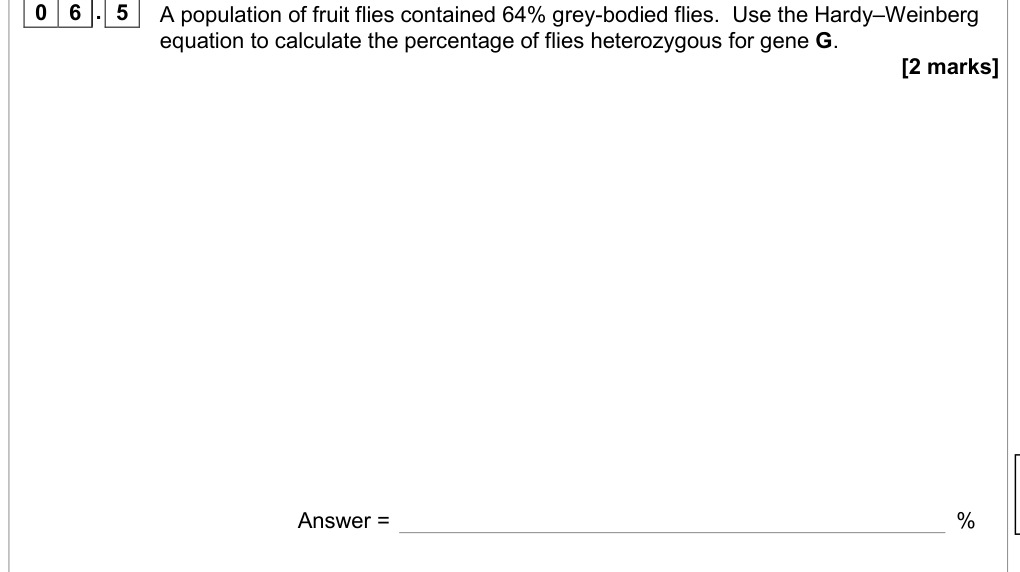 0 6 . 5 A population of fruit flies contained 64% grey-bodied flies. Use the Hardy–Weinberg
equation to calculate the percentage of flies heterozygous for gene G.
[2 marks]
Answer = %